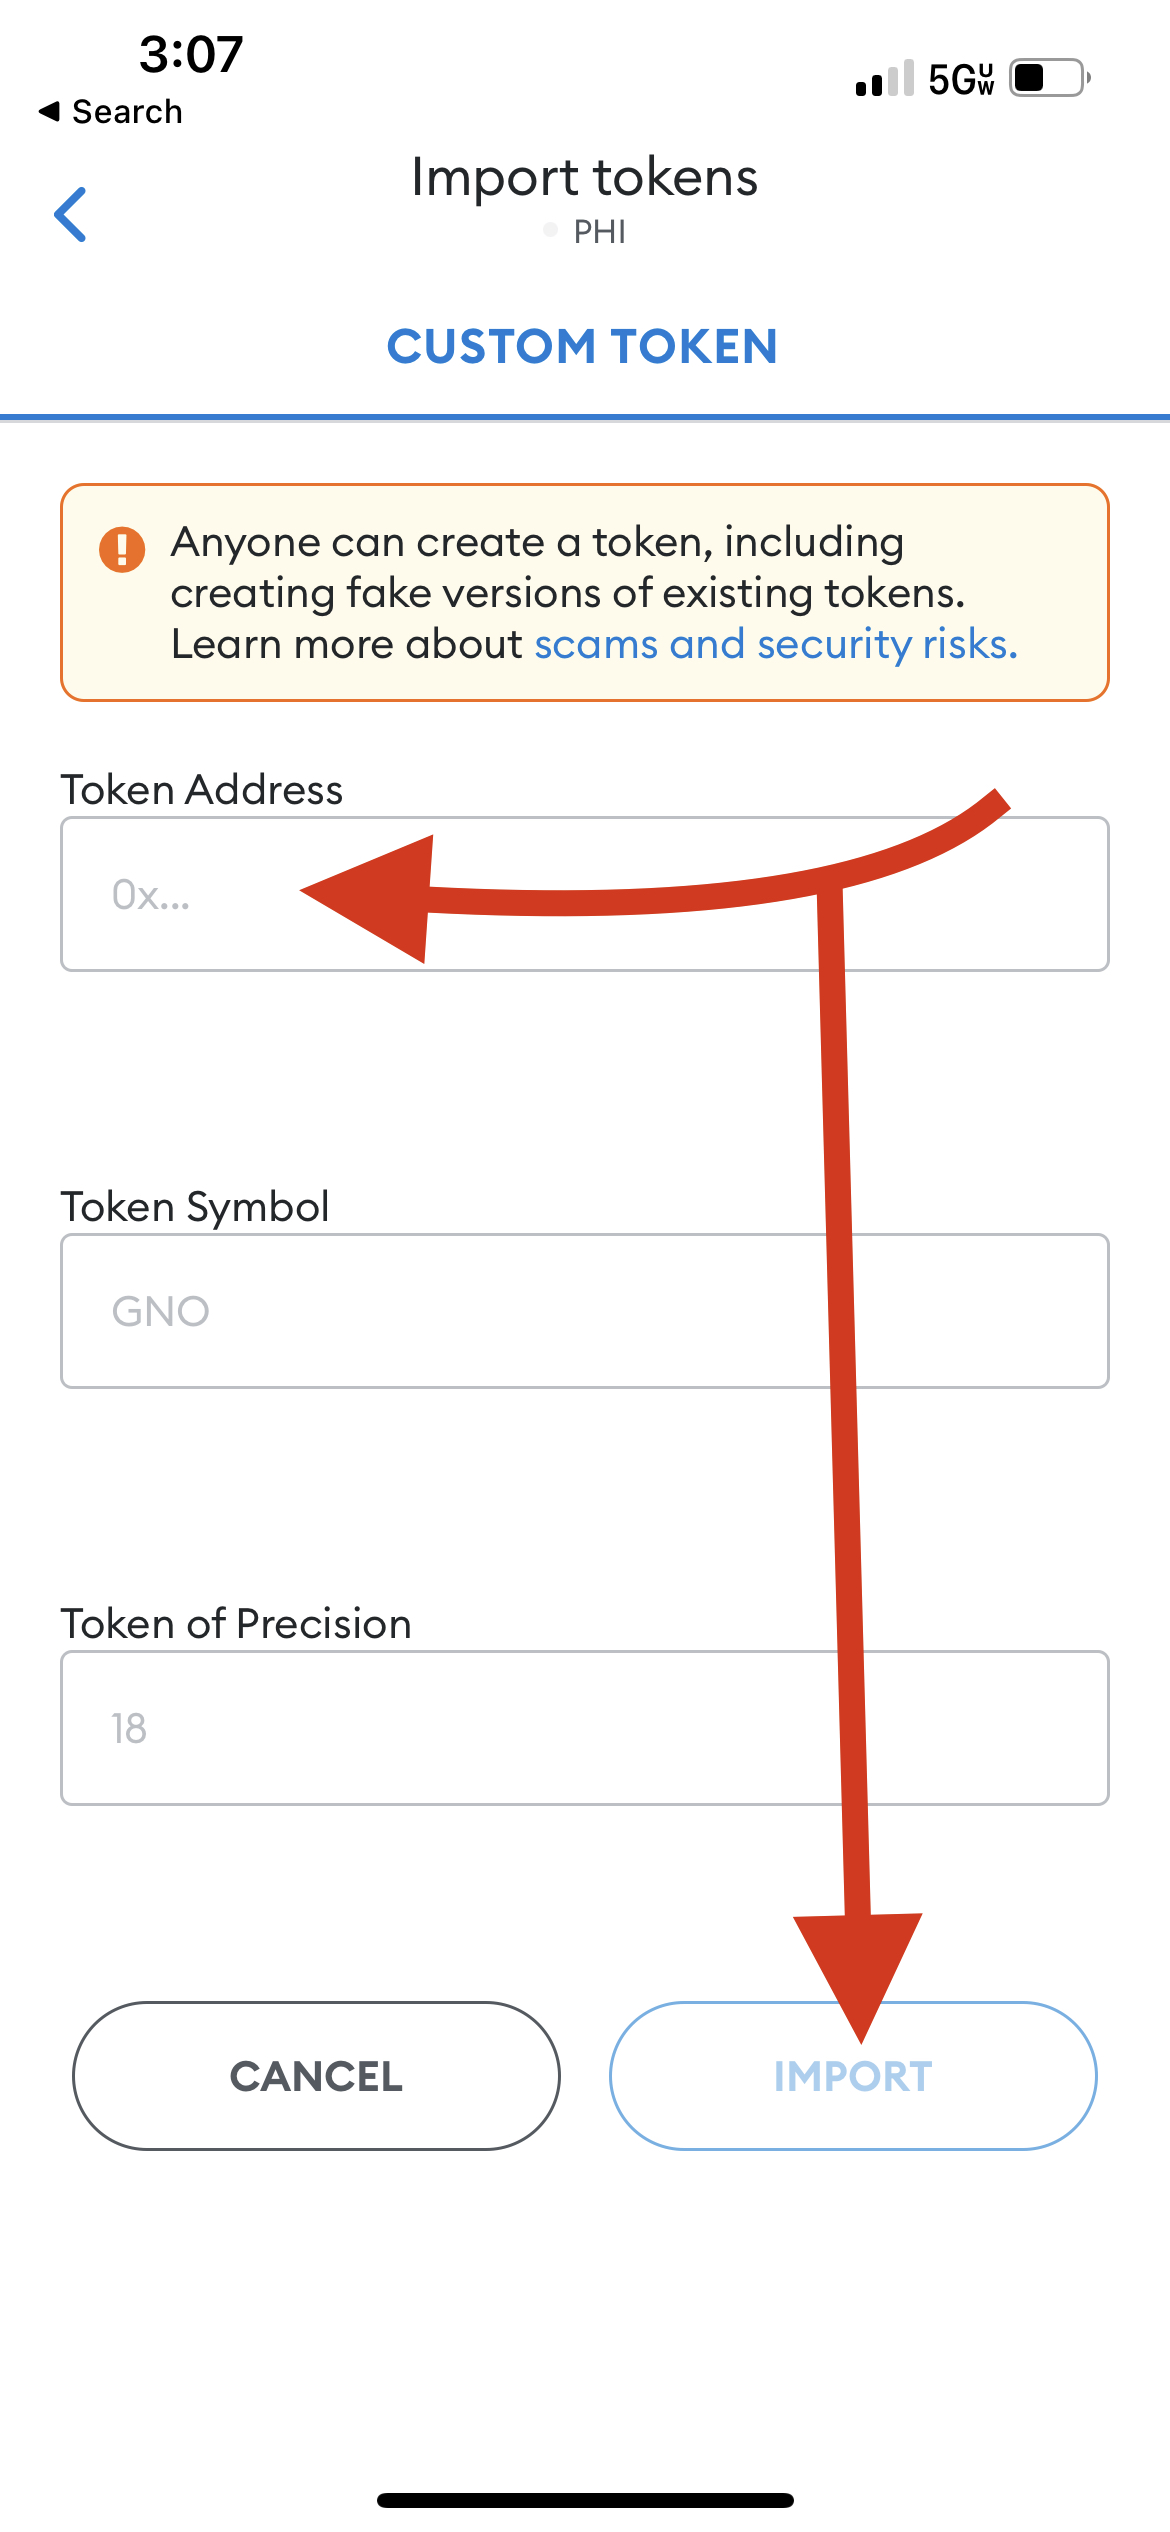 3:07
Search
5G UW
Import tokens
PHI
CUSTOM TOKEN
Anyone can create a token, including
creating fake versions of existing tokens.
Learn more about scams and security risks.
Token Address
0x...
Token Symbol
GNO
Token of Precision
18
CANCEL
IMPORT